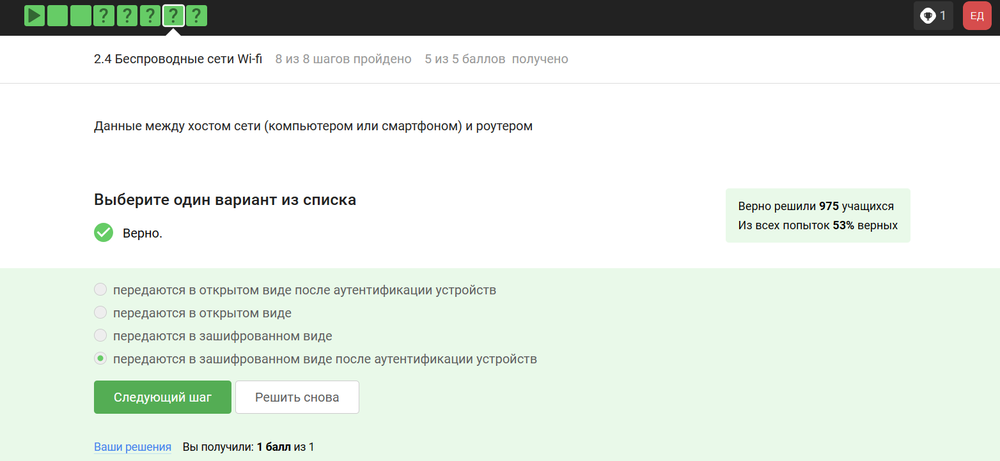 ? ? ? ? ?
1
ЕД
2.4 Беспроводные сети Wi-fi 8 из 8 шагов пройдено 5 из 5 баллов получено
Данные между хостом сети (компьютером или смартфоном) и роутером
Выберите один вариант из списка
Верно.
Верно решили 975 учащихся
Из всех попыток 53% верных
передаются в открытом виде после аутентификации устройств
передаются в открытом виде
передаются в зашифрованном виде
передаются в зашифрованном виде после аутентификации устройств
Следующий шаг
Решить снова
Ваши решения Вы получили: 1 балл из 1